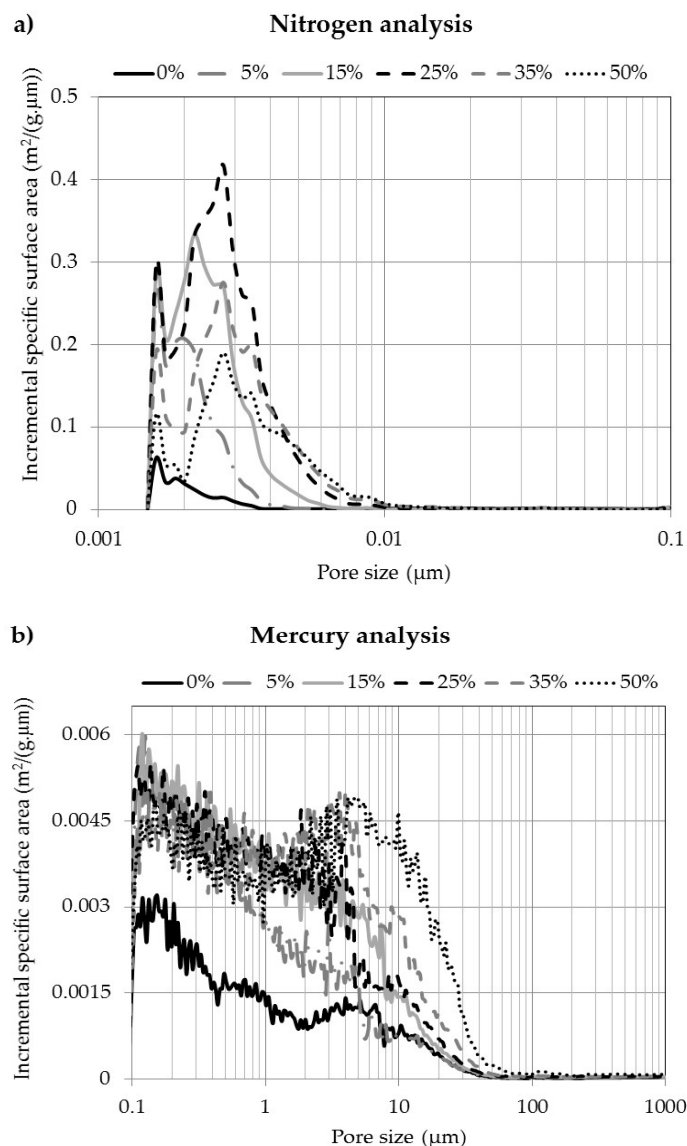 a)
Nitrogen analysis
0% 5% 15% 25% 35% 50%
Incremental specific surface area (m²/(g.µm))
0.5
0.4
0.3
0.2
0.1
0
0.001 0.01 0.1
Pore size (µm)
b)
Mercury analysis
0% 5% 15% 25% 35% 50%
Incremental specific surface area (m²/(g.µm))
0.006
0.0045
0.003
0.0015
0
0.1 1 10 100 1000
Pore size (µm)